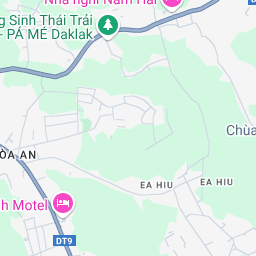 Nhà nghỉ Nam Hải
g Sinh Thái Trải
- PÁ MÉ Daklak
Chùa
ÒA AN
EA HIU
EA HIU
h Motel
DT9